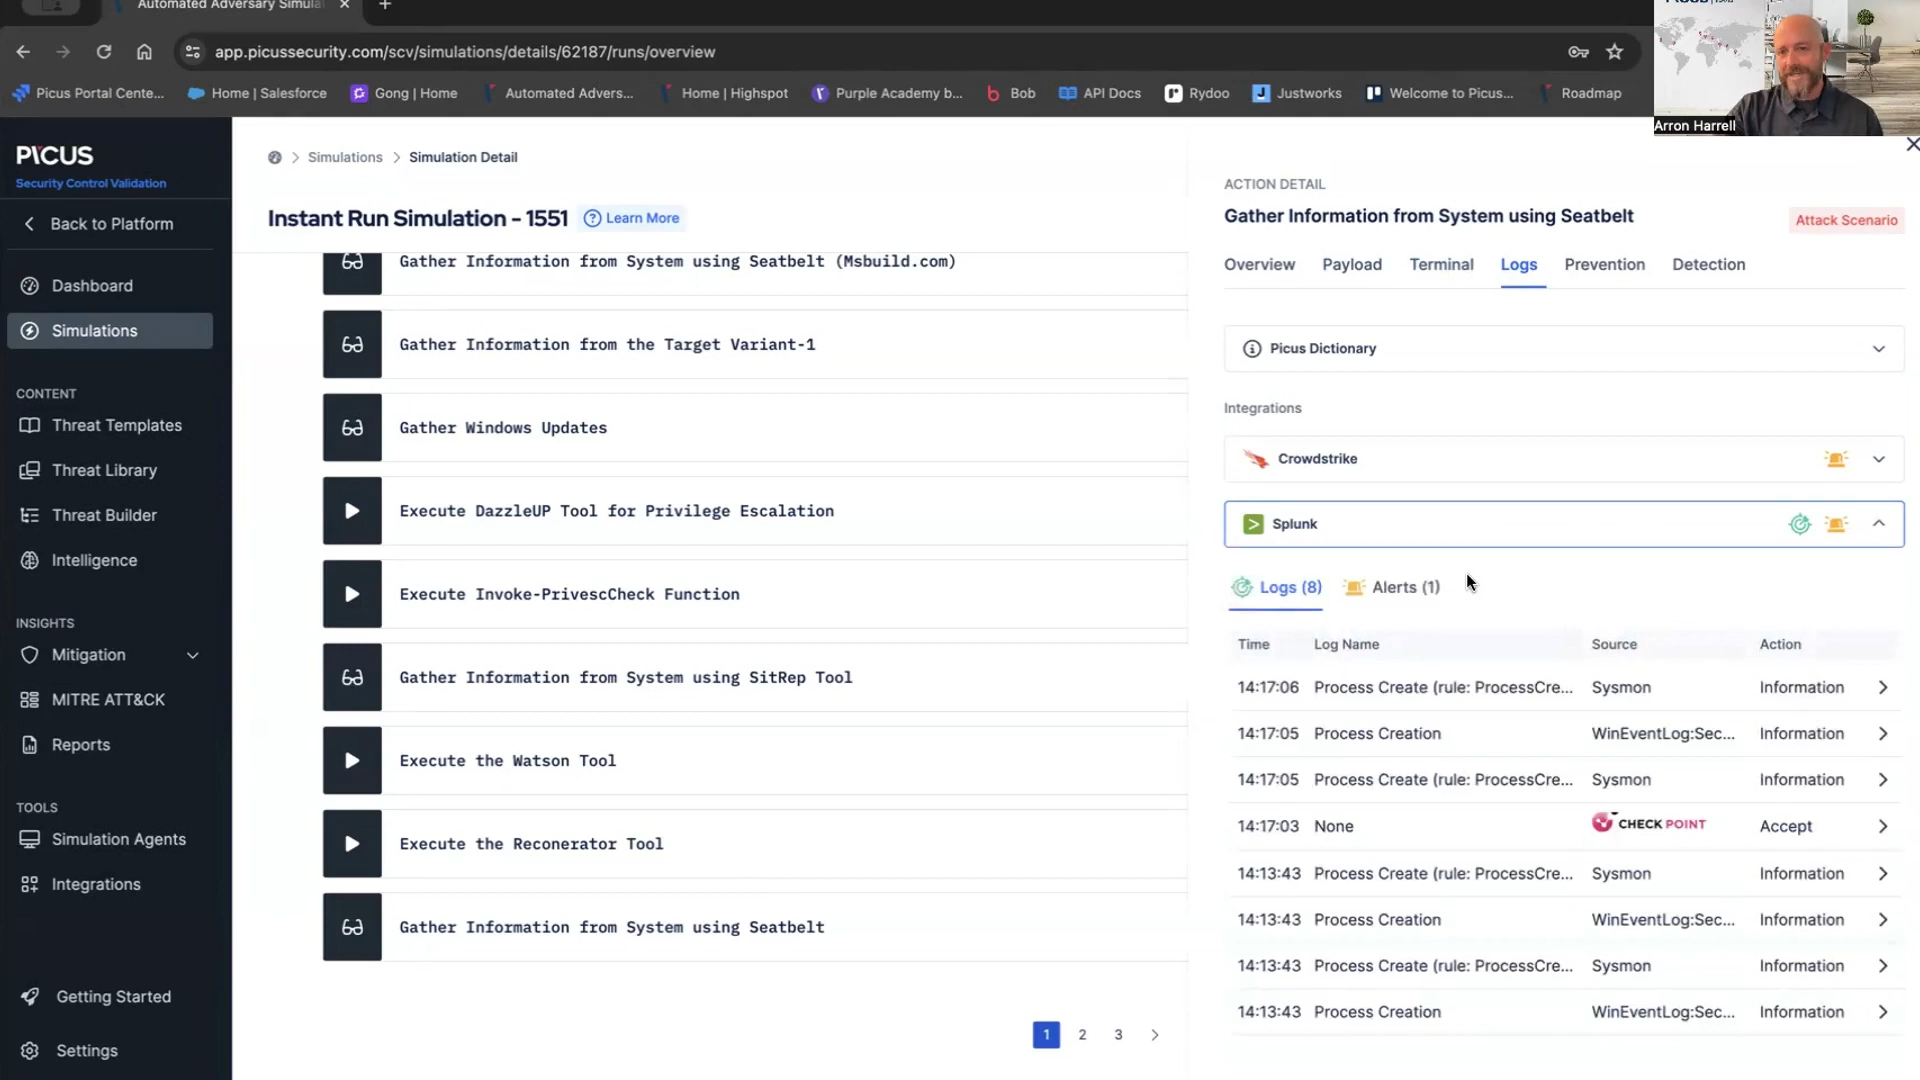 Automated Adversary Simula
app.picussecurity.com/scv/simulations/details/62187/runs/overview
Picus Portal Cente...
Home | Salesforce
Gong | Home
Automated Advers...
Home | Highspot
Purple Academy b...
Bob
API Docs
Rydoo
Justworks
Welcome to Picus...
Roadmap
Arron Harrell
PICUS
Security Control Validation
Back to Platform
Dashboard
Simulations
CONTENT
Threat Templates
Threat Library
Threat Builder
Intelligence
INSIGHTS
Mitigation
MITRE ATT&CK
Reports
TOOLS
Simulation Agents
Integrations
Getting Started
Settings
Simulations > Simulation Detail
Instant Run Simulation - 1551
Learn More
Gather Information from System using Seatbelt (Msbuild.com)
Gather Information from the Target Variant-1
Gather Windows Updates
Execute DazzleUP Tool for Privilege Escalation
Execute Invoke-PrivescCheck Function
Gather Information from System using SitRep Tool
Execute the Watson Tool
Execute the Reconerator Tool
Gather Information from System using Seatbelt
1 2 3
ACTION DETAIL
Gather Information from System using Seatbelt
Attack Scenario
Overview Payload Terminal Logs Prevention Detection
Picus Dictionary
Integrations
Crowdstrike
Splunk
Logs (8) Alerts (1)
Time Log Name Source Action
14:17:06 Process Create (rule: ProcessCre... Sysmon Information
14:17:05 Process Creation WinEventLog:Sec... Information
14:17:05 Process Create (rule: ProcessCre... Sysmon Information
14:17:03 None CHECK POINT Accept
14:13:43 Process Create (rule: ProcessCre... Sysmon Information
14:13:43 Process Creation WinEventLog:Sec... Information
14:13:43 Process Create (rule: ProcessCre... Sysmon Information
14:13:43 Process Creation WinEventLog:Sec... Information